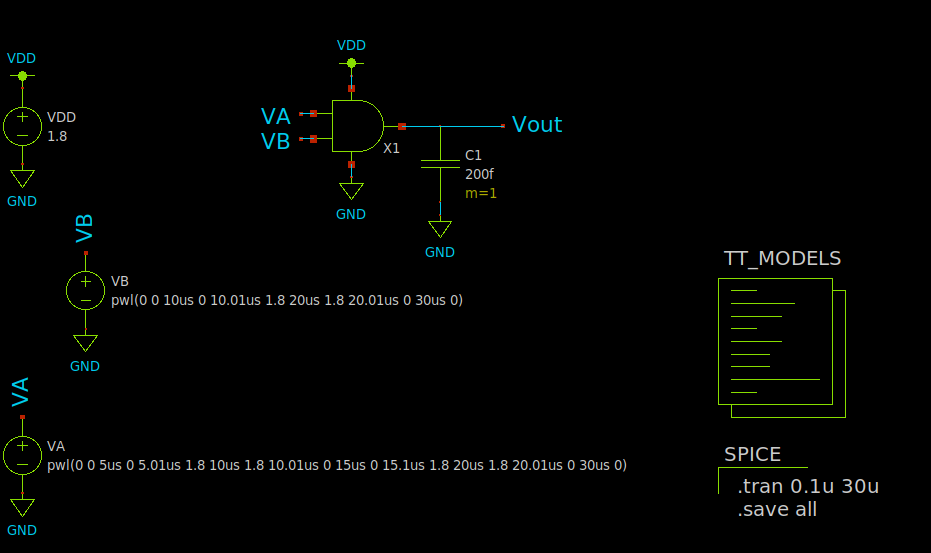 VDD
VDD
1.8
GND
VDD
VA
VB
X1
GND
Vout
C1
200f
m=1
GND
VB
VB
pwl(0 0 10us 0 10.01us 1.8 20us 1.8 20.01us 0 30us 0)
GND
VA
VA
pwl(0 0 5us 0 5.01us 1.8 10us 1.8 10.01us 0 15us 0 15.1us 1.8 20us 1.8 20.01us 0 30us 0)
GND
TT_MODELS
SPICE
.tran 0.1u 30u
.save all